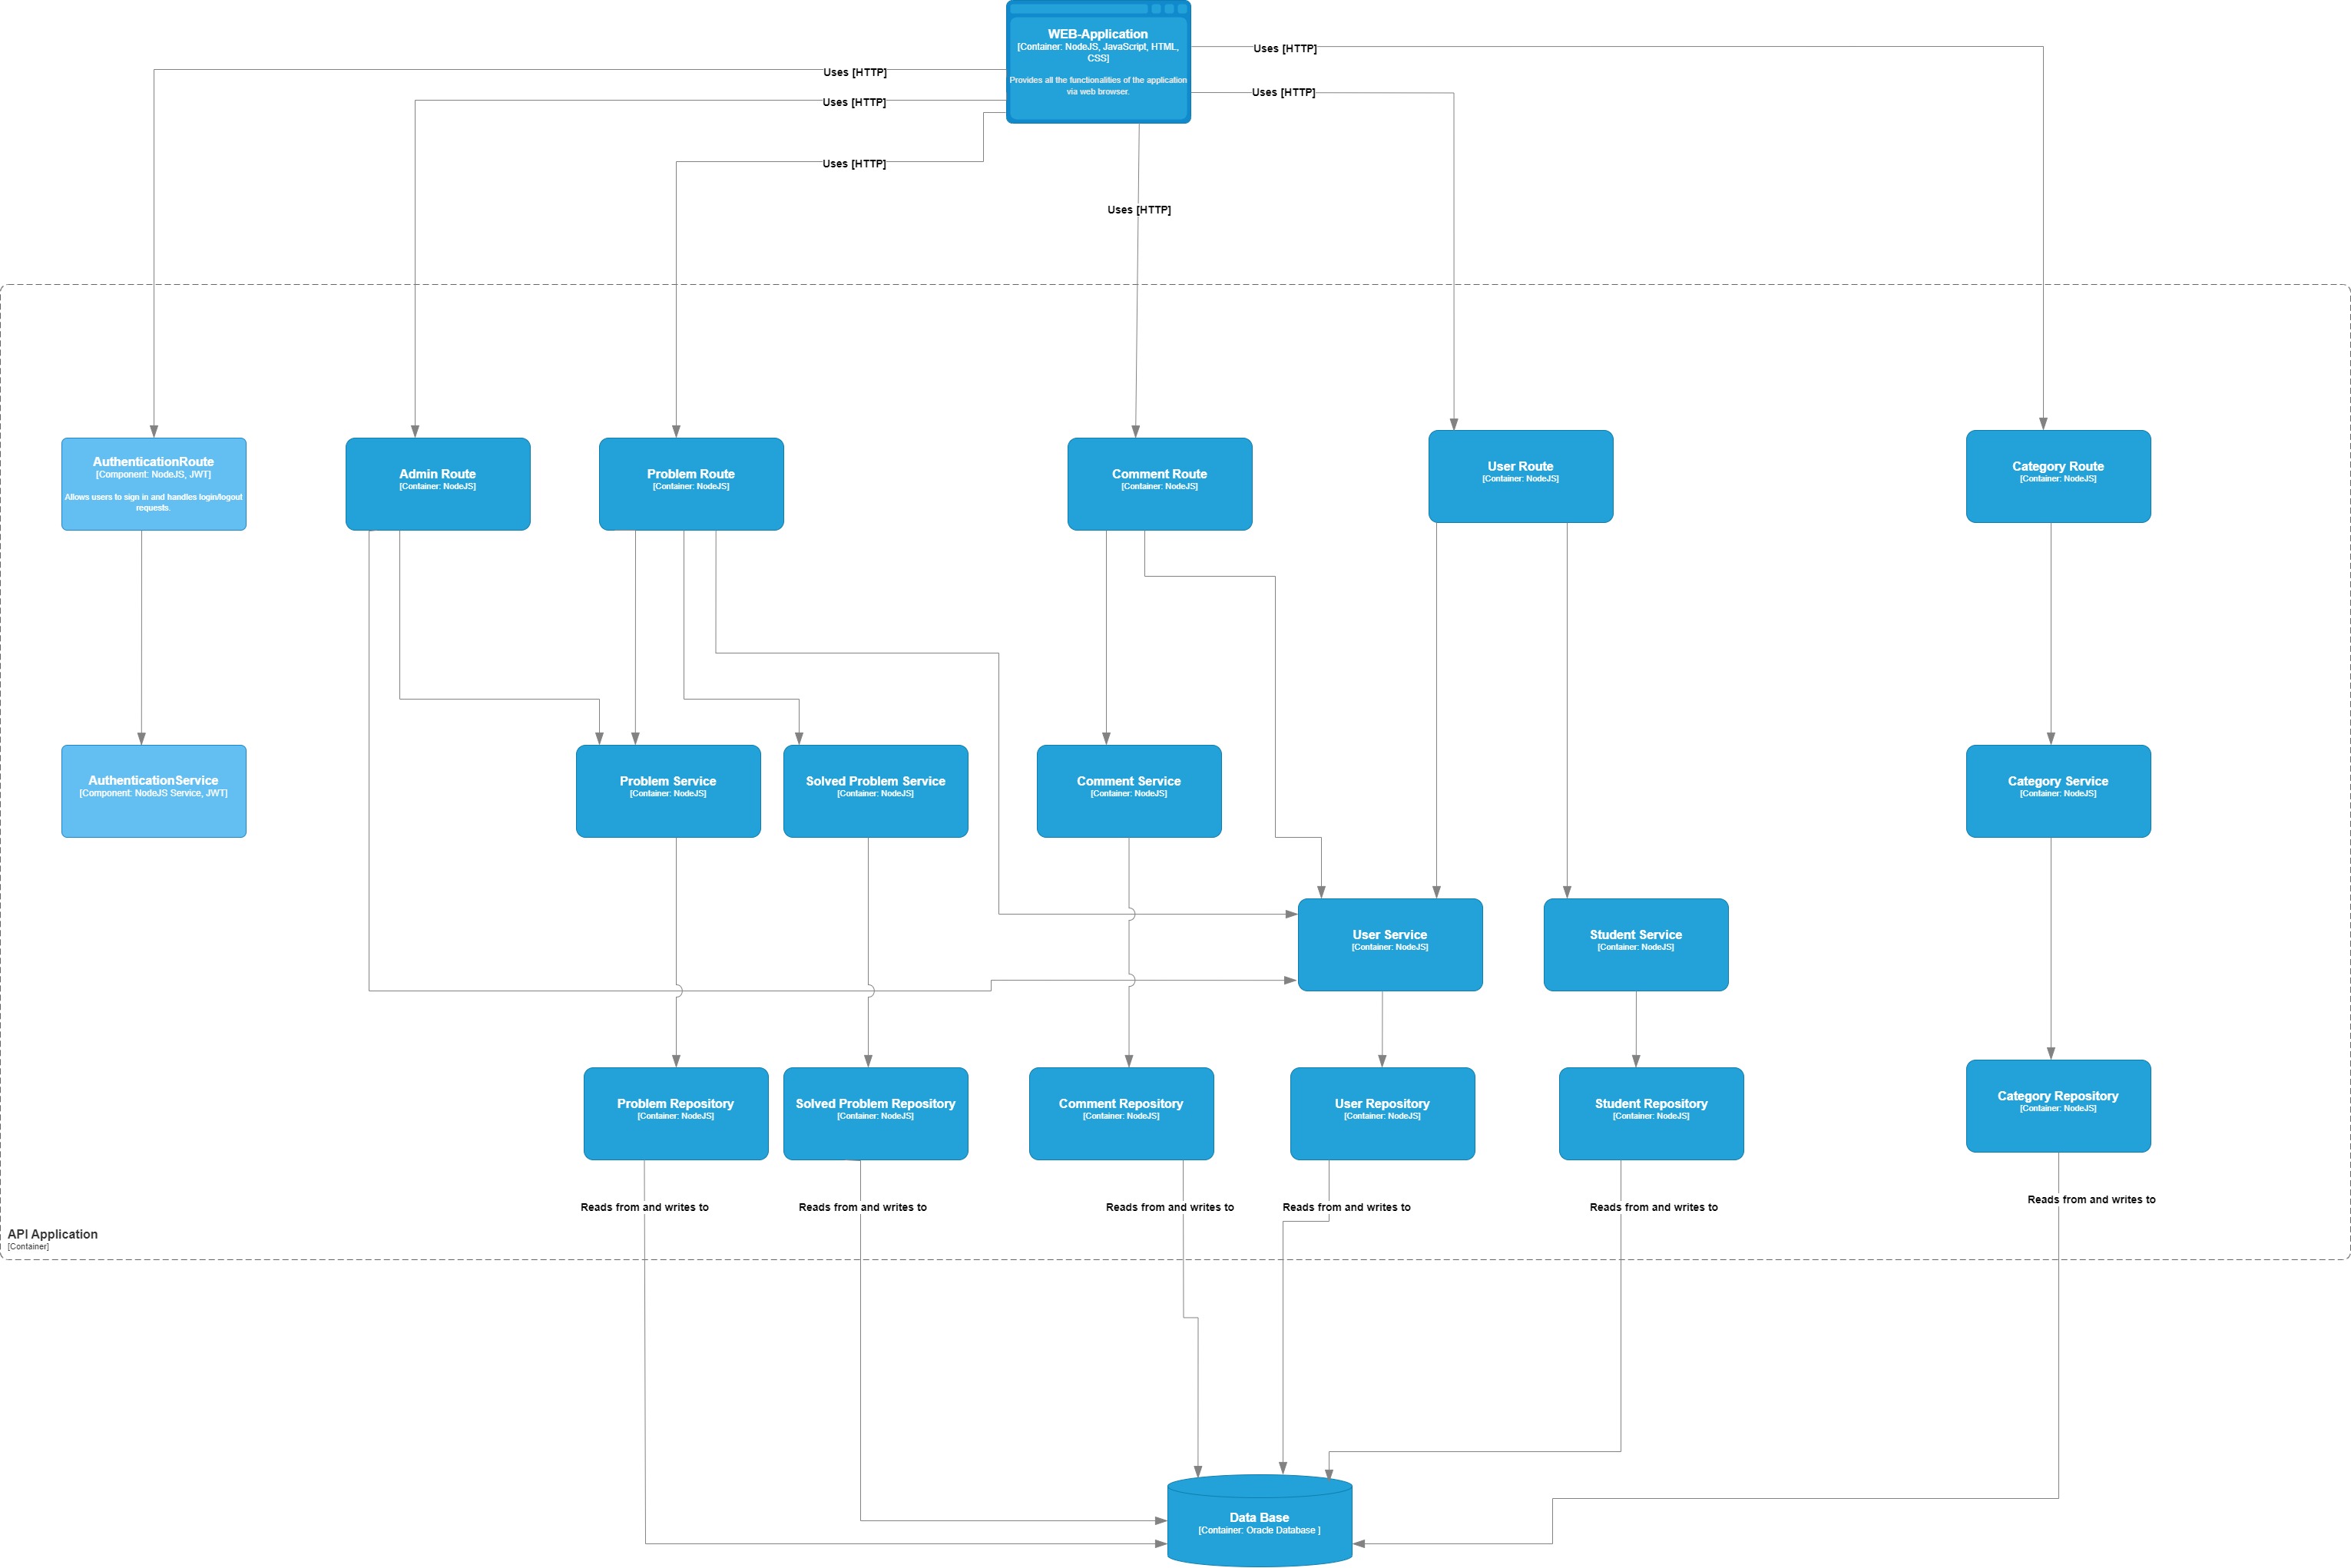 WEB-Application
[Container: NodeJS, JavaScript, HTML,
CSS]
Provides all the functionalities of the application
via web browser.
Uses [HTTP]
Uses [HTTP]
Uses [HTTP]
Uses [HTTP]
Uses [HTTP]
Uses [HTTP]
AuthenticationRoute
[Component: NodeJS, JWT]
Allows users to sign in and handles login/logout
requests.
Admin Route
[Container: NodeJS]
Problem Route
[Container: NodeJS]
Comment Route
[Container: NodeJS]
User Route
[Container: NodeJS]
Category Route
[Container: NodeJS]
AuthenticationService
[Component: NodeJS Service, JWT]
Problem Service
[Container: NodeJS]
Solved Problem Service
[Container: NodeJS]
Comment Service
[Container: NodeJS]
Category Service
[Container: NodeJS]
User Service
[Container: NodeJS]
Student Service
[Container: NodeJS]
Problem Repository
[Container: NodeJS]
Solved Problem Repository
[Container: NodeJS]
Comment Repository
[Container: NodeJS]
User Repository
[Container: NodeJS]
Student Repository
[Container: NodeJS]
Category Repository
[Container: NodeJS]
Reads from and writes to
Reads from and writes to
Reads from and writes to
Reads from and writes to
Reads from and writes to
Reads from and writes to
API Application
[Container]
Data Base
[Container: Oracle Database ]